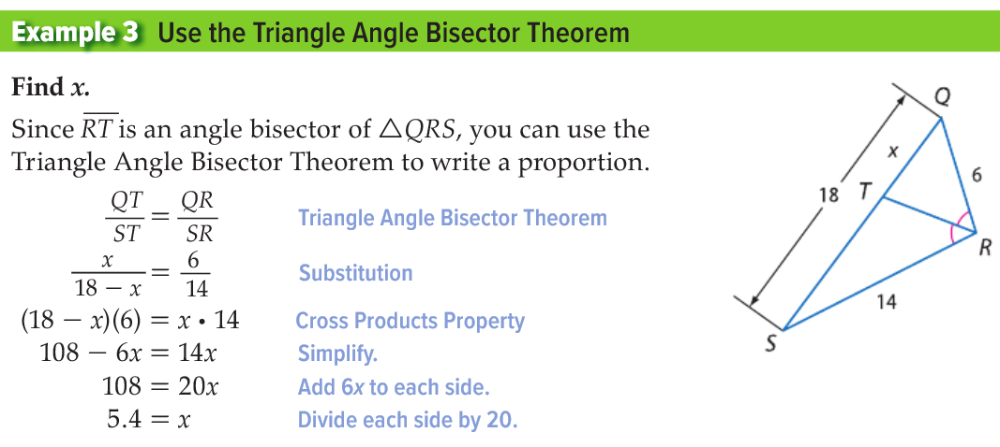 Example 3 Use the Triangle Angle Bisector Theorem
Find x.
Since RT is an angle bisector of △QRS, you can use the
Triangle Angle Bisector Theorem to write a proportion.
QT/ST = QR/SR Triangle Angle Bisector Theorem
x/(18 − x) = 6/14 Substitution
(18 − x)(6) = x • 14 Cross Products Property
108 − 6x = 14x Simplify.
108 = 20x Add 6x to each side.
5.4 = x Divide each side by 20.
Q
x
6
18 T
R
14
S